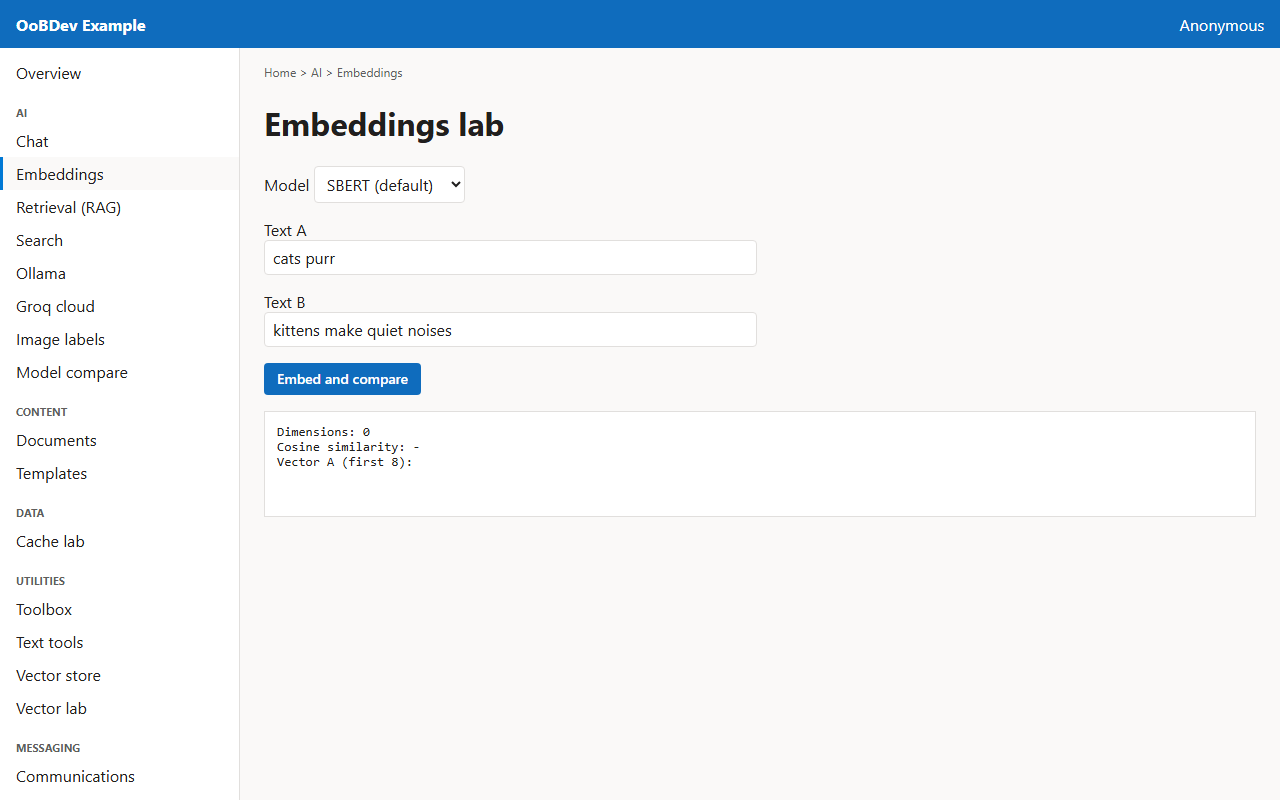 OoBDev Example
Anonymous
Overview
AI
Chat
Embeddings
Retrieval (RAG)
Search
Ollama
Groq cloud
Image labels
Model compare
CONTENT
Documents
Templates
DATA
Cache lab
UTILITIES
Toolbox
Text tools
Vector store
Vector lab
MESSAGING
Communications
Home > AI > Embeddings
Embeddings lab
Model SBERT (default)
Text A
cats purr
Text B
kittens make quiet noises
Embed and compare
Dimensions: 0
Cosine similarity: -
Vector A (first 8):